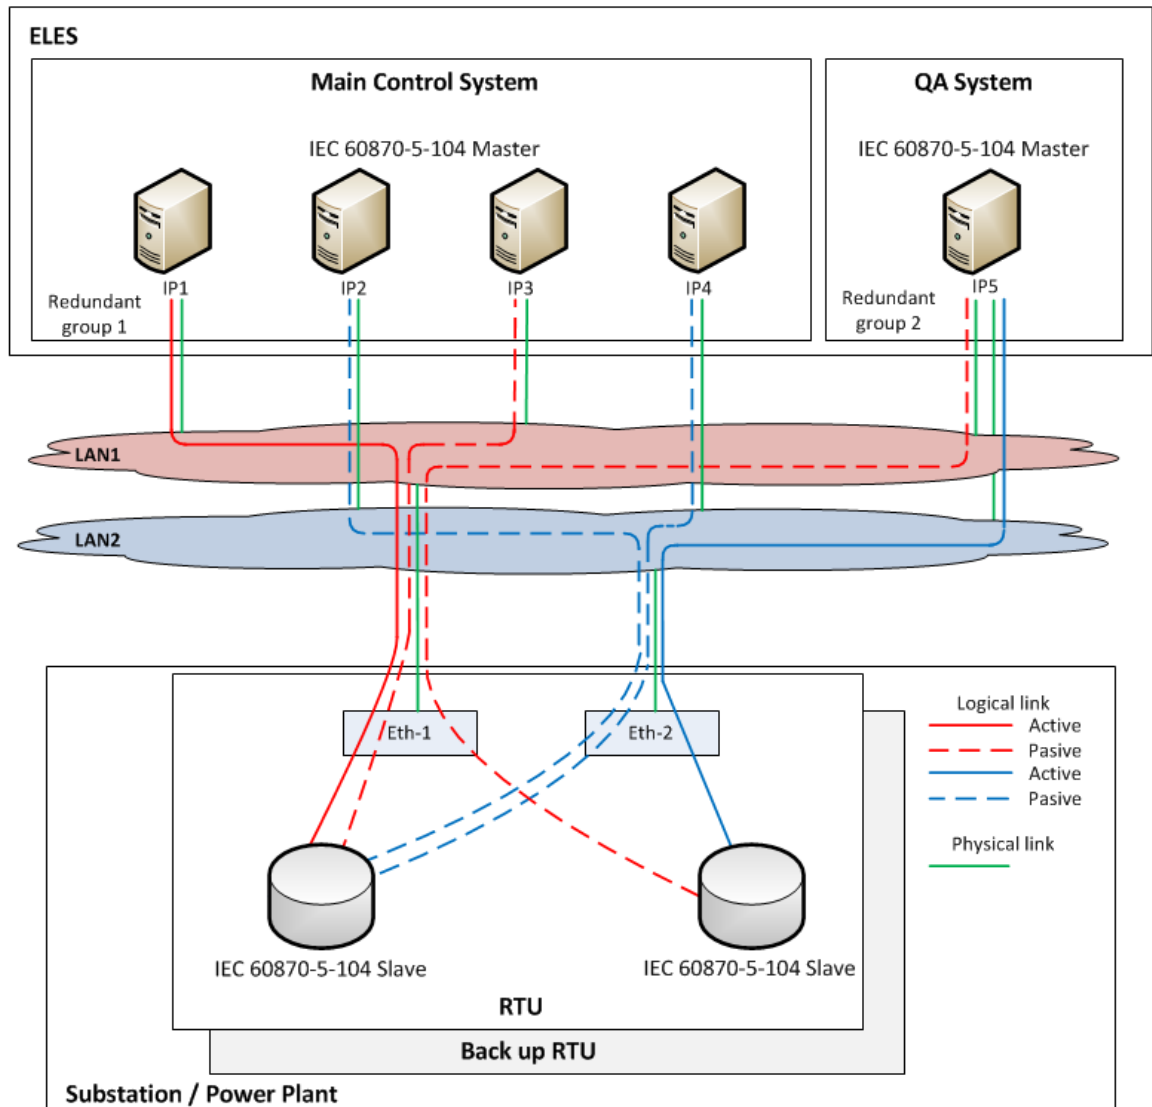 ELES
Main Control System
QA System
IEC 60870-5-104 Master
IEC 60870-5-104 Master
IP1
IP2
IP3
IP4
IP5
Redundant
group 1
Redundant
group 2
LAN1
LAN2
Logical link
Active
Pasive
Active
Pasive
Physical link
Eth-1
Eth-2
IEC 60870-5-104 Slave
IEC 60870-5-104 Slave
RTU
Back up RTU
Substation / Power Plant